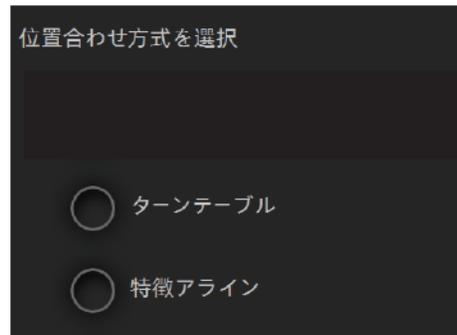 位置合わせ方式を選択
ターンテーブル
特徴アライン